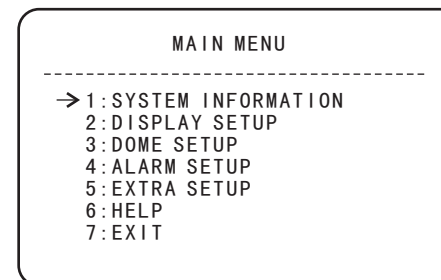 MAIN MENU
----------------------------------
→1:SYSTEM INFORMATION
2:DISPLAY SETUP
3:DOME SETUP
4:ALARM SETUP
5:EXTRA SETUP
6:HELP
7:EXIT